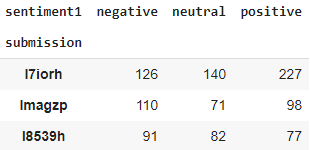 sentiment1 negative neutral positive
submission
l7iorh 126 140 227
lmagzp 110 71 98
l8539h 91 82 77